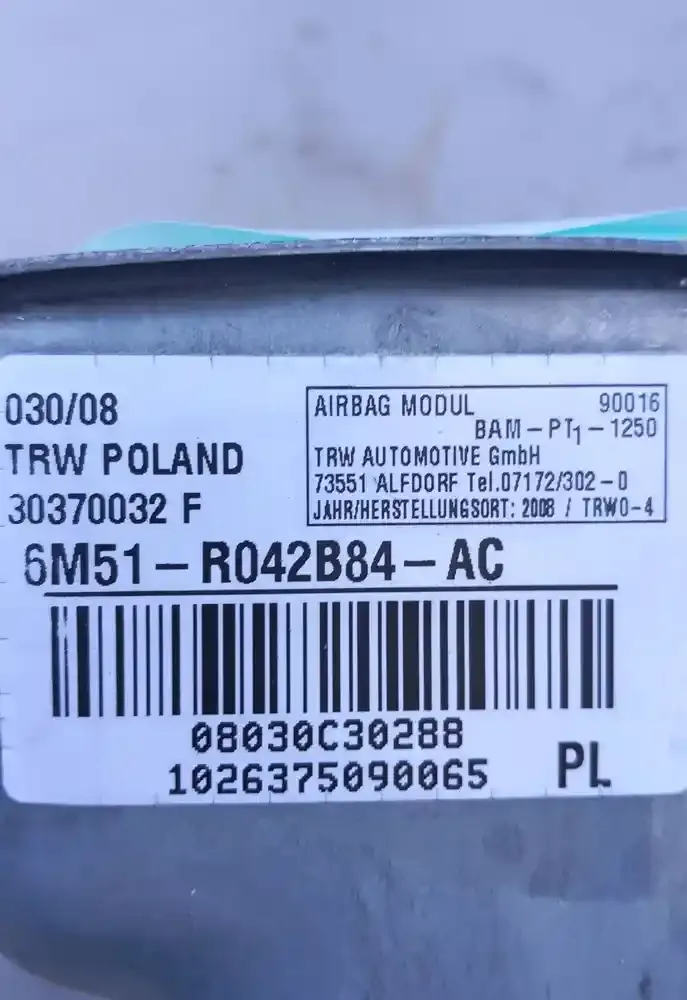 030/08
TRW POLAND
30370032 F
AIRBAG MODUL 90016
BAM-PT1-1250
TRW AUTOMOTIVE GmbH
73551 ALFDORF Tel.07172/302-0
JAHR/HERSTELLUNGSORT: 2008 / TRWO-4
6M51-R042B84-AC
08030C30288
1026375090065
PL